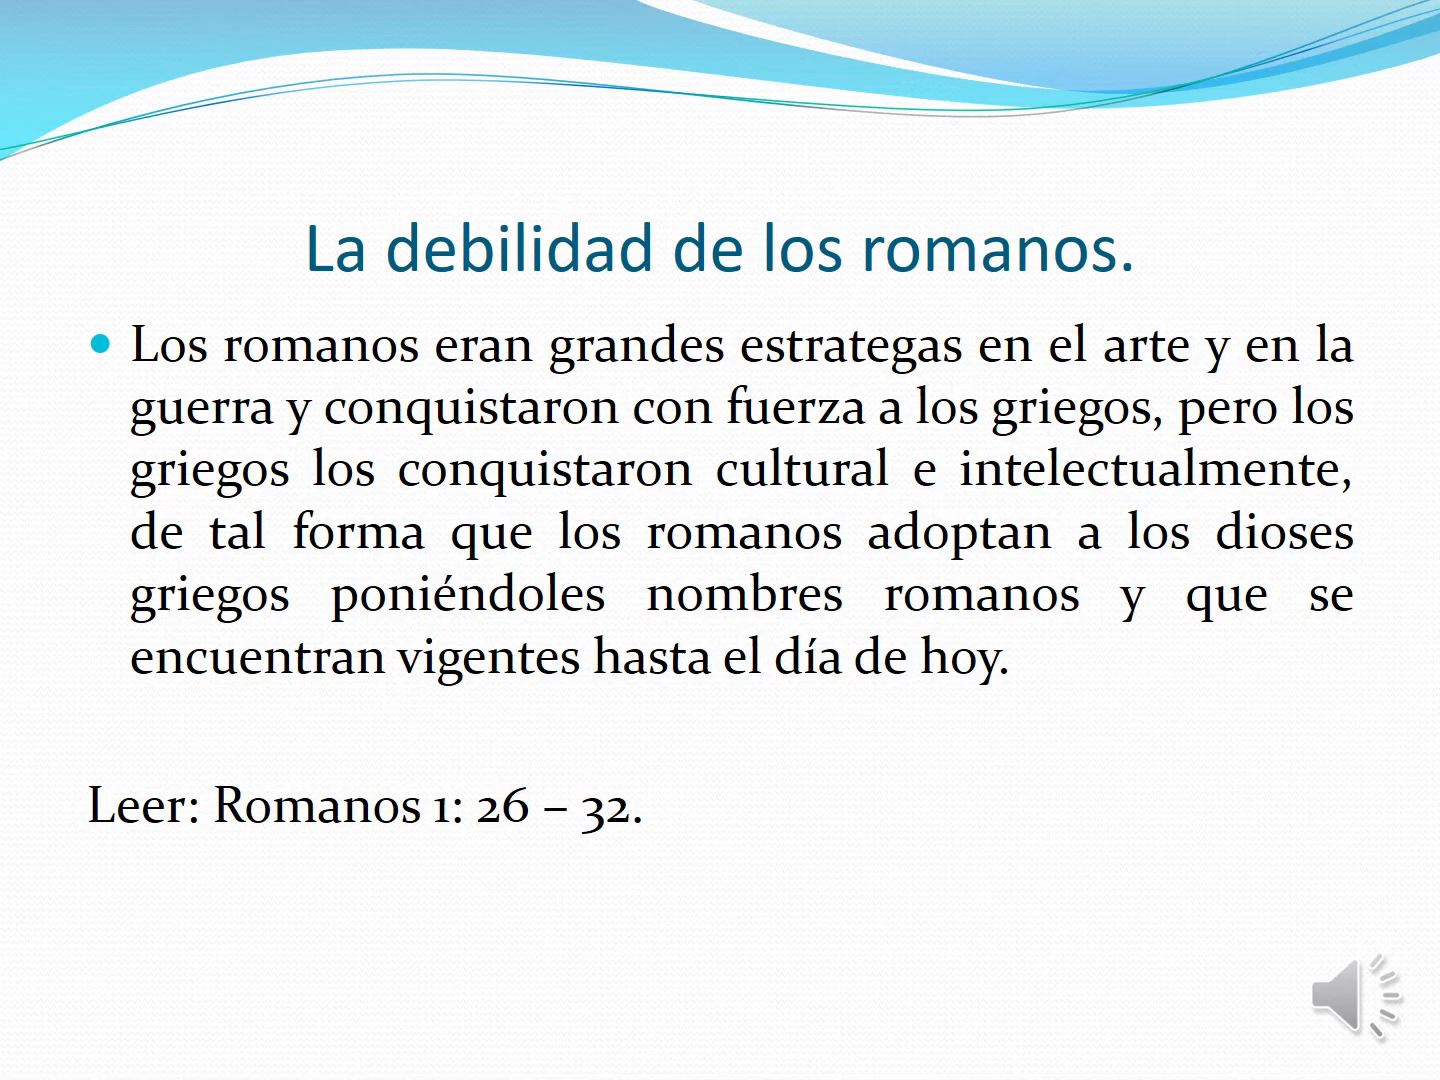 La debilidad de los romanos.
• Los romanos eran grandes estrategas en el arte y en la
guerra y conquistaron con fuerza a los griegos, pero los
griegos los conquistaron cultural e intelectualmente,
de tal forma que los romanos adoptan a los dioses
griegos poniéndoles nombres romanos y que se
encuentran vigentes hasta el día de hoy.
Leer: Romanos 1: 26 – 32.